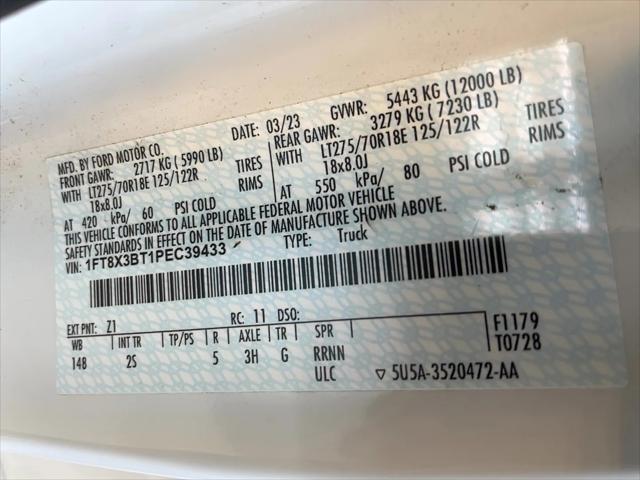 MFD. BY FORD MOTOR CO.
DATE: 03/23 GVWR: 5443 KG (12000 LB)
FRONT GAWR: 2717 KG (5990 LB)
REAR GAWR: 3279 KG (7230 LB)
WITH LT275/70R18E 125/122R TIRES
WITH LT275/70R18E 125/122R TIRES
18x8.0J RIMS
18x8.0J RIMS
AT 420 kPa/ 60 PSI COLD
AT 550 kPa/ 80 PSI COLD
THIS VEHICLE CONFORMS TO ALL APPLICABLE FEDERAL MOTOR VEHICLE
SAFETY STANDARDS IN EFFECT ON THE DATE OF MANUFACTURE SHOWN ABOVE.
VIN: 1FT8X3BT1PEC39433 TYPE: Truck
EXT PNT: Z1 RC: 11 DSO:
WB INT TR TP/PS R AXLE TR SPR
148 2S 5 3H G RRNN
ULC
F1179
T0728
▽ 5U5A-3520472-AA